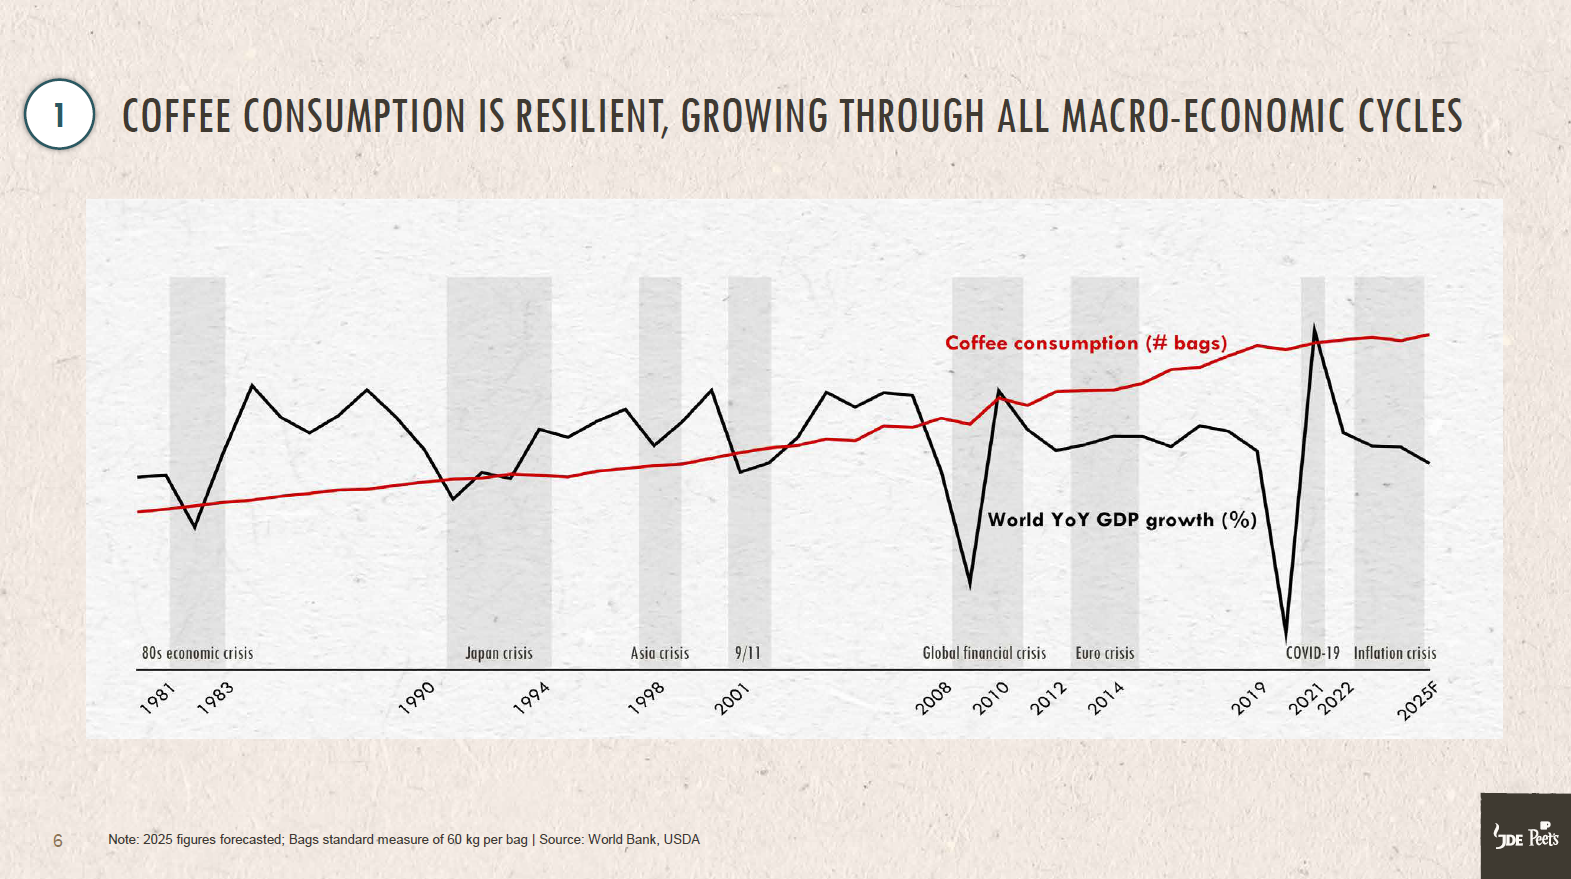 1
COFFEE CONSUMPTION IS RESILIENT, GROWING THROUGH ALL MACRO-ECONOMIC CYCLES
Coffee consumption (# bags)
World YoY GDP growth (%)
80s economic crisis
Japan crisis
Asia crisis
9/11
Global financial crisis
Euro crisis
COVID-19
Inflation crisis
1981
1983
1990
1994
1998
2001
2008
2010
2012
2014
2019
2021
2022
2025F
6
Note: 2025 figures forecasted; Bags standard measure of 60 kg per bag | Source: World Bank, USDA
JDE Peet's